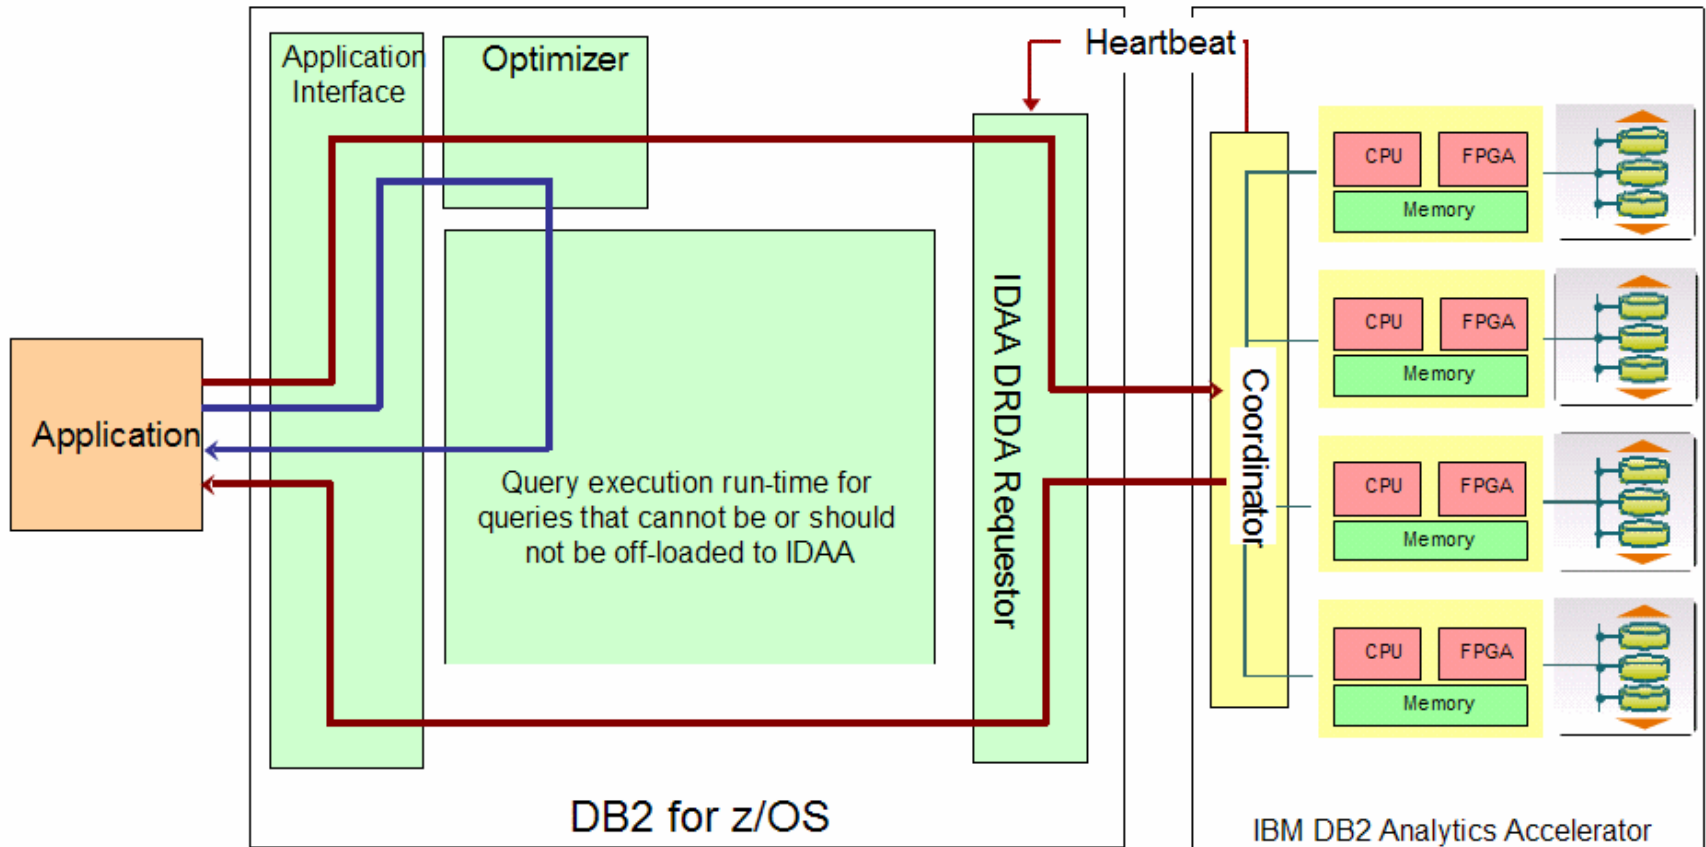 Application
Interface
Optimizer
Heartbeat
IDAA DRDA Requestor
Application
Query execution run-time for
queries that cannot be or should
not be off-loaded to IDAA
DB2 for z/OS
Coordinator
CPU
FPGA
Memory
CPU
FPGA
Memory
CPU
FPGA
Memory
CPU
FPGA
Memory
IBM DB2 Analytics Accelerator